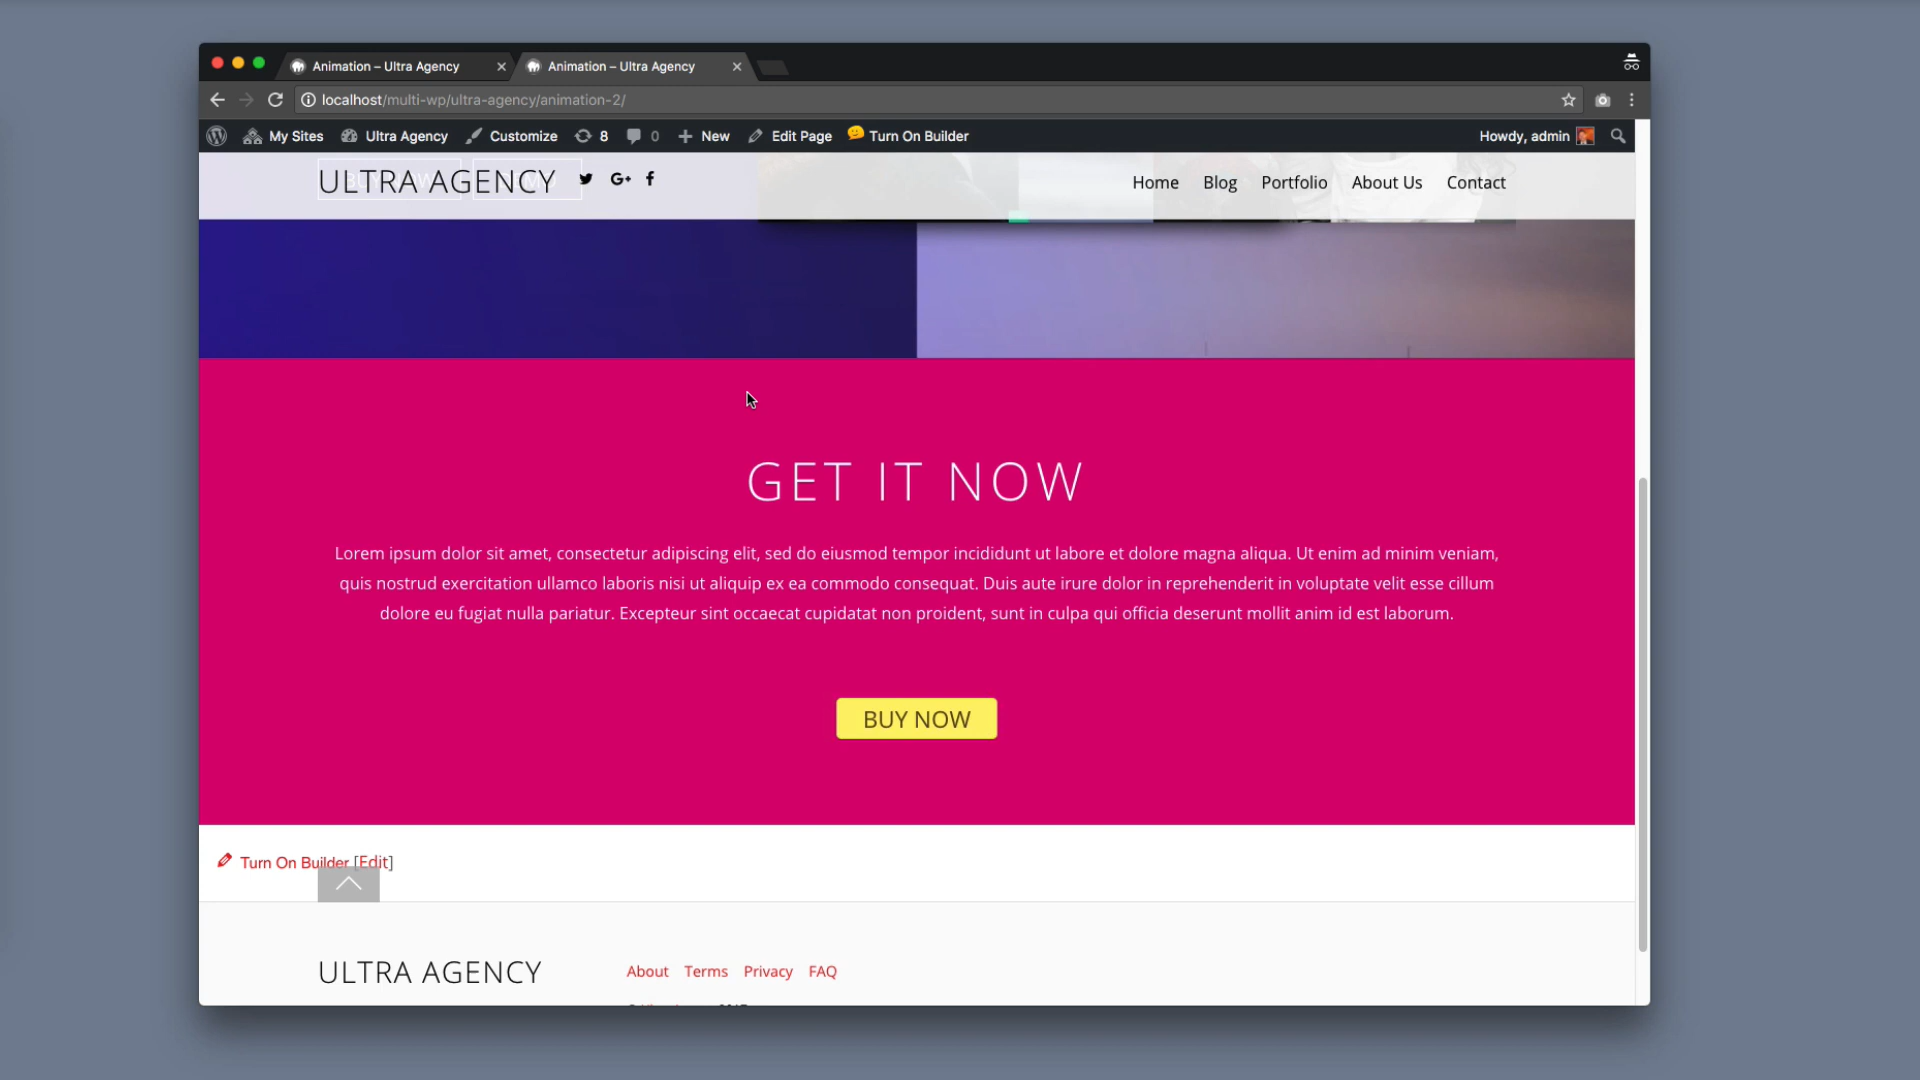 Animation – Ultra Agency
Animation – Ultra Agency
localhost/multi-wp/ultra-agency/animation-2/
My Sites Ultra Agency Customize 8 0 New Edit Page Turn On Builder Howdy, admin
ULTRA AGENCY Home Blog Portfolio About Us Contact
GET IT NOW
Lorem ipsum dolor sit amet, consectetur adipiscing elit, sed do eiusmod tempor incididunt ut labore et dolore magna aliqua. Ut enim ad minim veniam,
quis nostrud exercitation ullamco laboris nisi ut aliquip ex ea commodo consequat. Duis aute irure dolor in reprehenderit in voluptate velit esse cillum
dolore eu fugiat nulla pariatur. Excepteur sint occaecat cupidatat non proident, sunt in culpa qui officia deserunt mollit anim id est laborum.
BUY NOW
Turn On Builder [Edit]
ULTRA AGENCY About Terms Privacy FAQ